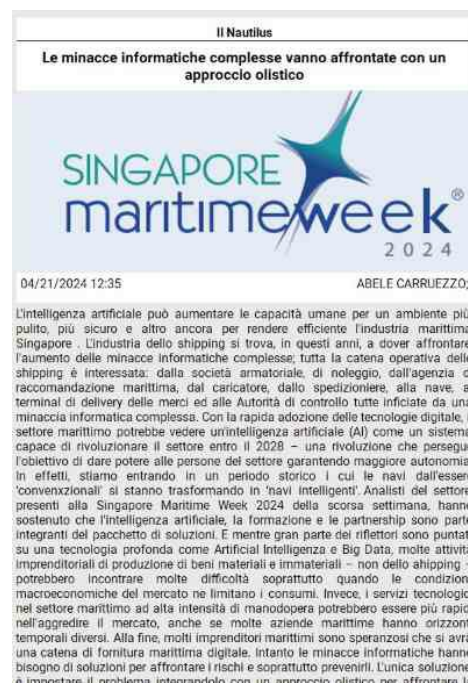 Il Nautilus
Le minacce informatiche complesse vanno affrontate con un
approccio olistico
SINGAPORE
maritimeweek®
2024
04/21/2024 12:35
ABELE CARRUEZZO;
L'intelligenza artificiale può aumentare le capacità umane per un ambiente più
pulito, più sicuro e altro ancora per rendere efficiente l'industria marittima
Singapore . L'industria dello shipping si trova, in questi anni, a dover affrontare
l'aumento delle minacce informatiche complesse; tutta la catena operativa dello
shipping è interessata: dalla società armatoriale, di noleggio, dall'agenzia di
raccomandazione marittima, dal caricatore, dallo spedizioniere, alla nave, al
terminal di delivery delle merci ed alle Autorità di controllo tutte inficiate da una
minaccia informatica complessa. Con la rapida adozione delle tecnologie digitale, i
settore marittimo potrebbe vedere un'intelligenza artificiale (AI) come un sistema
capace di rivoluzionare il settore entro il 2028 – una rivoluzione che persegue
l'obiettivo di dare potere alle persone del settore garantendo maggiore autonomia
In effetti, stiamo entrando in un periodo storico i cui le navi dall'essere
'convenxzionali' si stanno trasformando in 'navi intelligenti'. Analisti del settore
presenti alla Singapore Maritime Week 2024 della scorsa settimana, hanno
sostenuto che l'intelligenza artificiale, la formazione e le partnership sono parte
integranti del pacchetto di soluzioni. E mentre gran parte dei riflettori sono puntati
su una tecnologia profonda come Artificial Intelligenza e Big Data, molte attività
imprenditoriali di produzione di beni materiali e immateriali – non dello ahipping –
potrebbero incontrare molte difficoltà soprattutto quando le condizioni
macroeconomiche del mercato ne limitano i consumi. Invece, i servizi tecnologici
nel settore marittimo ad alta intensità di manodopera potrebbero essere più rapidi
nell'aggredire il mercato, anche se molte aziende marittime hanno orizzonti
temporali diversi. Alla fine, molti imprenditori marittimi sono speranzosi che si avrà
una catena di fornitura marittima digitale. Intanto le minacce informatiche hanno
bisogno di soluzioni per affrontare i rischi e soprattutto prevenirli. L'unica soluzione
è impostare il problema integrandolo con un approccio olistico per affrontare